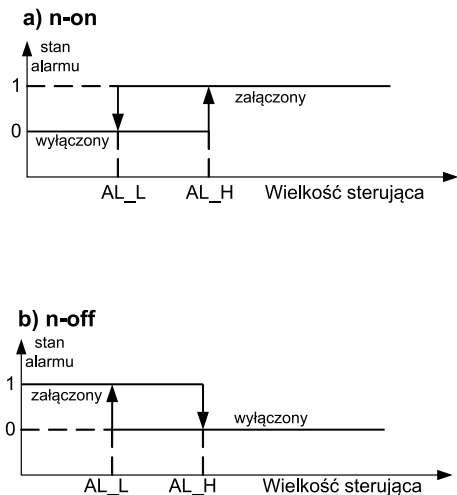 a) n-on
stan
alarmu
1
załączony
0
wyłączony
AL_L AL_H Wielkość sterująca
b) n-off
stan
alarmu
1
załączony
wyłączony
0
AL_L AL_H Wielkość sterująca